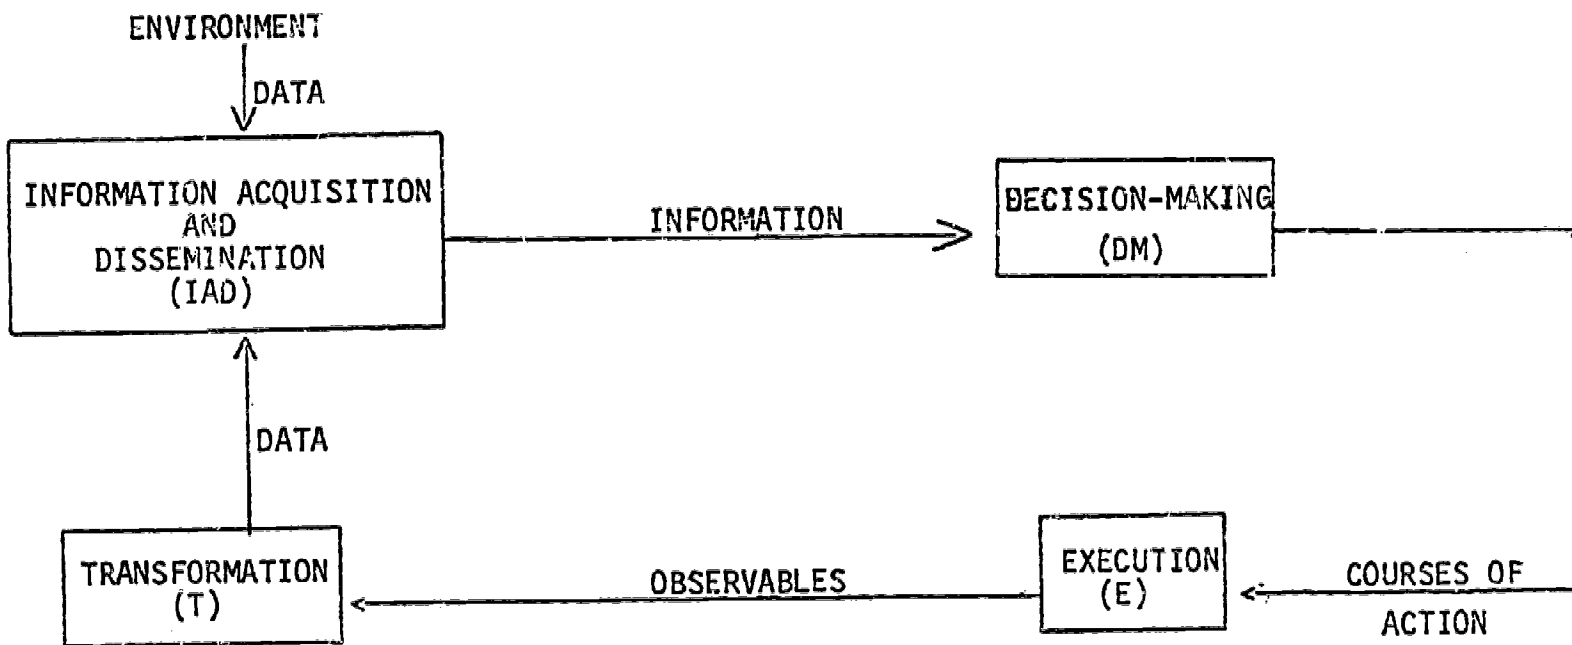 ENVIRONMENT
DATA
INFORMATION ACQUISITION
AND
DISSEMINATION
(IAD)
INFORMATION
DECISION-MAKING
(DM)
DATA
TRANSFORMATION
(T)
OBSERVABLES
EXECUTION
(E)
COURSES OF
ACTION